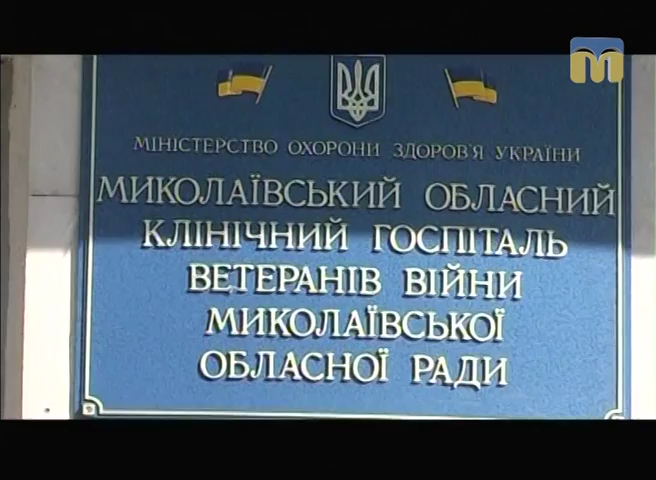 МІНІСТЕРСТВО ОХОРОНИ ЗДОРОВ'Я УКРАЇНИ
МИКОЛАЇВСЬКИЙ ОБЛАСНИЙ
КЛІНІЧНИЙ ГОСПІТАЛЬ
ВЕТЕРАНІВ ВІЙНИ
МИКОЛАЇВСЬКОЇ
ОБЛАСНОЇ РАДИ